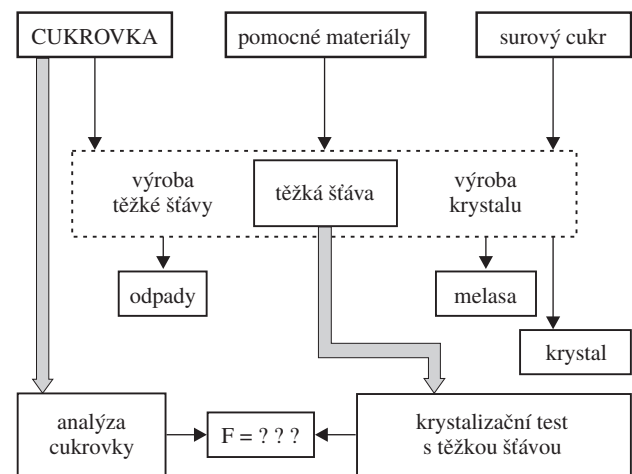 CUKROVKA
pomocné materiály
surový cukr
výroba
těžké šťávy
těžká šťáva
výroba
krystalu
odpady
melasa
krystal
analýza
cukrovky
F = ? ? ?
krystalizační test
s těžkou šťávou